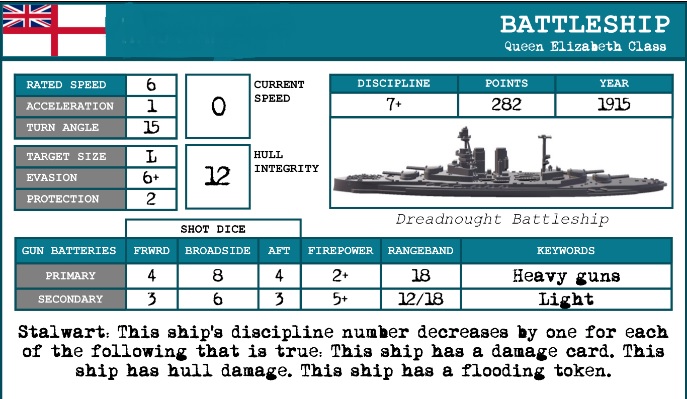 BATTLESHIP
Queen Elizabeth Class
RATED SPEED 6
ACCELERATION 1
TURN ANGLE 15
0 CURRENT SPEED
TARGET SIZE L
EVASION 6+
PROTECTION 2
12 HULL INTEGRITY
DISCIPLINE POINTS YEAR
7+ 282 1915
Dreadnought Battleship
SHOT DICE
GUN BATTERIES FRWRD BROADSIDE AFT FIREPOWER RANGEBAND KEYWORDS
PRIMARY 4 8 4 2+ 18 Heavy guns
SECONDARY 3 6 3 5+ 12/18 Light
Stalwart: This ship's discipline number decreases by one for each
of the following that is true: This ship has a damage card. This
ship has hull damage. This ship has a flooding token.